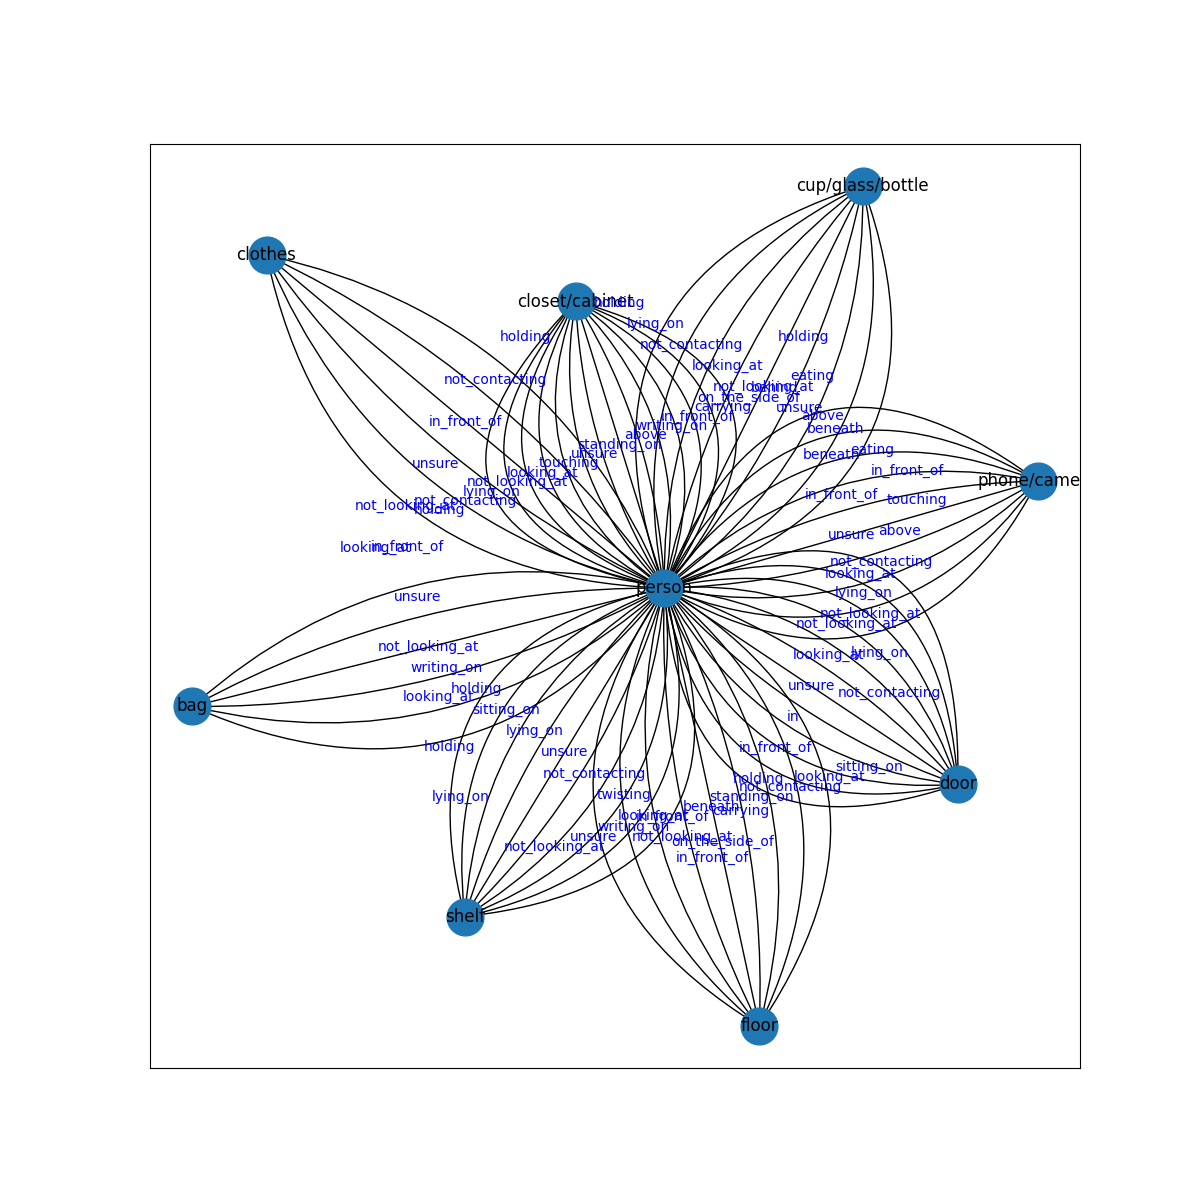 cup/glass/bottle
clothes
closet/cabinet
holding
lying_on
holding
holding
not_contacting
looking_at
not_contacting
eating
not_looking_at
behind
on_the_side_of
carrying
unsure
above
in_front_of
in_front_of
writing_on
beneath
above
standing_on
eating
unsure
beneath
unsure
touching
in_front_of
looking_at
phone/came
not_looking_at
lying_on
in_front_of
not_contacting
touching
not_looking_at
holding
above
unsure
looking_at
in_front_of
not_contacting
looking_at
person
lying_on
unsure
not_looking_at
not_looking_at
not_looking_at
lying_on
looking_at
writing_on
unsure
holding
not_contacting
looking_at
bag
sitting_on
in
lying_on
holding
in_front_of
unsure
sitting_on
not_contacting
looking_at
holding
door
not_contacting
twisting
lying_on
standing_on
beneath
carrying
looking_at
in_front_of
writing_on
unsure
not_looking_at
on_the_side_of
not_looking_at
in_front_of
shelf
floor